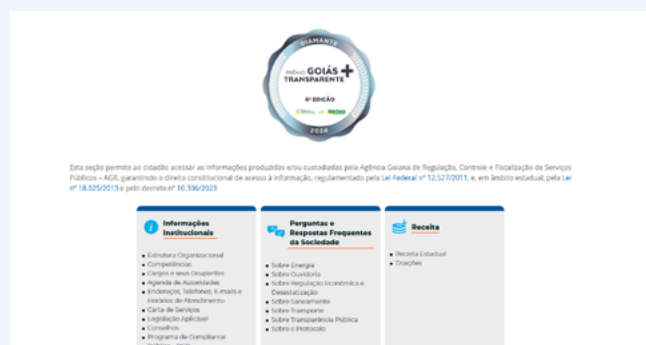 DIAMANTE
PRÊMIO GOIÁS +
TRANSPARENTE
6ª EDIÇÃO
2024
Esta seção permite ao cidadão acessar as informações produzidas e/ou custodiadas pela Agência Goiana de Regulação, Controle e Fiscalização de Serviços
Públicos – AGR, garantindo o direito constitucional de acesso à informação, regulamentado pela Lei Federal nº 12.527/2011, e, em âmbito estadual, pela Lei
nº 18.025/2013 e pelo decreto nº 10.306/2023.
Informações
Institucionais
Estrutura Organizacional
Competências
Cargos e seus Ocupantes
Agenda de Autoridades
Endereços, Telefones, E-mails e
Horários de Atendimento
Carta de Serviços
Legislação Aplicável
Conselhos
Programa de Compliance
Perguntas e
Respostas Frequentes
da Sociedade
Sobre Energia
Sobre Ouvidoria
Sobre Regulação Econômica e
Desestatização
Sobre Saneamento
Sobre Transporte
Sobre Transparência Pública
Sobre o Protocolo
Receita
Receita Estadual
Doações